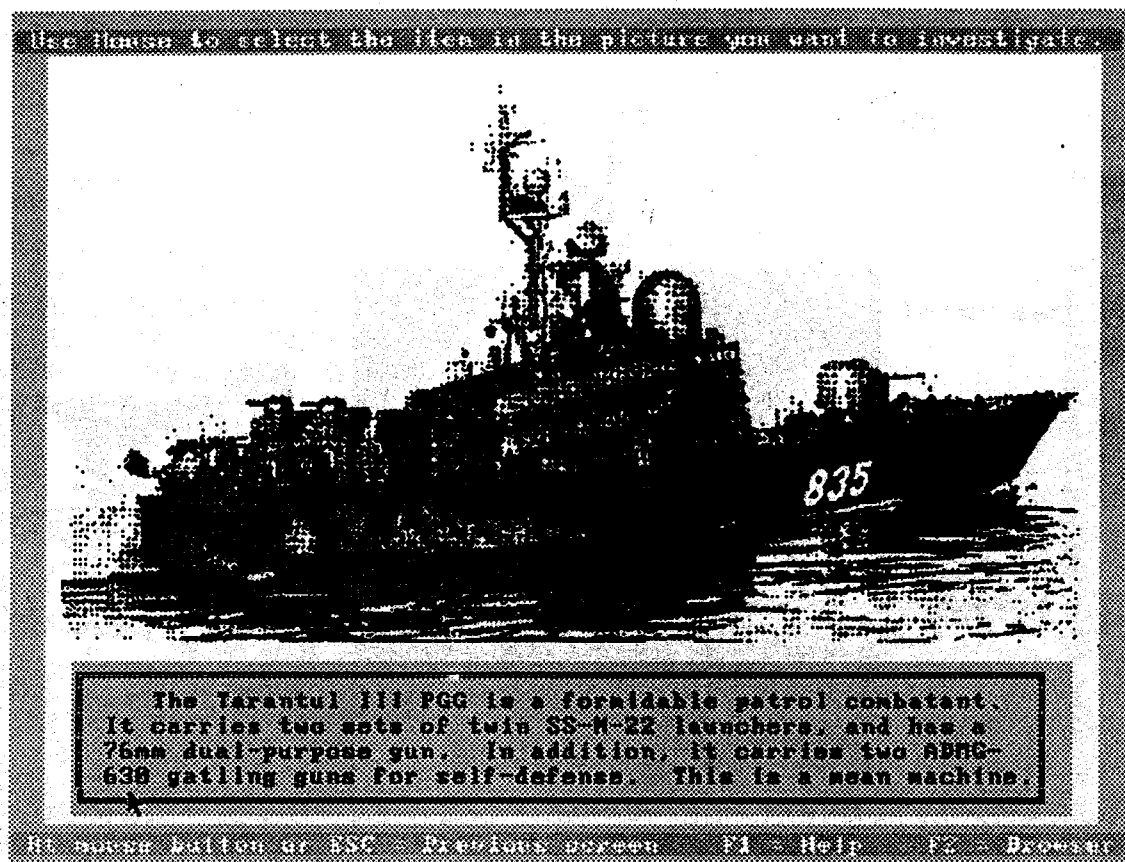 Use Mouse to select the item in the picture you want to investigate.
835
The Tarantul III PGG is a formidable patrol combatant.
It carries two sets of twin SS-N-22 launchers, and has a
76mm dual-purpose gun. In addition, it carries two ADMG-
630 gatling guns for self-defense. This is a mean machine.
Rt mouse button or ESC - Previous screen F1 - Help F2 - Browser